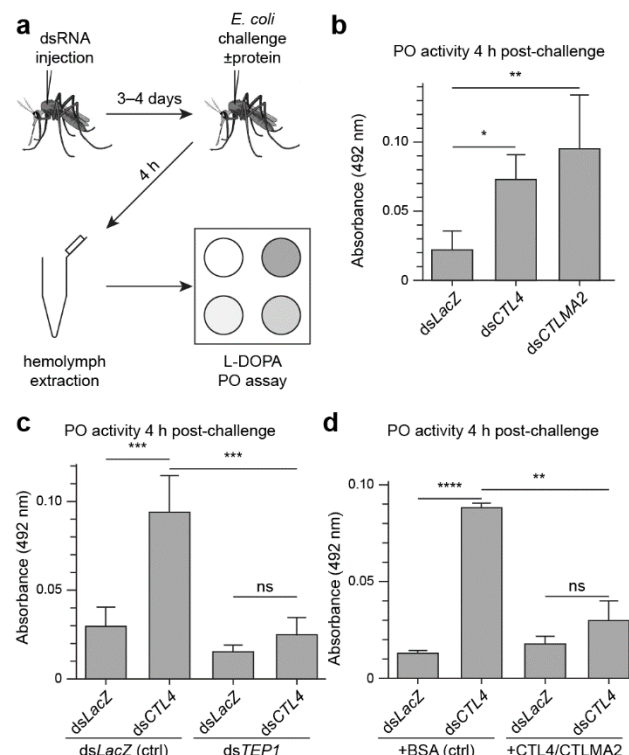 a
dsRNA
injection
E. coli
challenge
±protein
3–4 days
4 h
hemolymph
extraction
L-DOPA
PO assay
b
PO activity 4 h post-challenge
**
*
Absorbance (492 nm)
0.10
0.05
0
dsLacZ
dsCTL4
dsCTLMA2
c
PO activity 4 h post-challenge
***
***
ns
Absorbance (492 nm)
0.10
0.05
0
dsLacZ
dsCTL4
dsLacZ
dsCTL4
dsLacZ (ctrl)
dsTEP1
d
PO activity 4 h post-challenge
****
**
ns
Absorbance (492 nm)
0.10
0.05
0
dsLacZ
dsCTL4
dsLacZ
dsCTL4
+BSA (ctrl)
+CTL4/CTLMA2